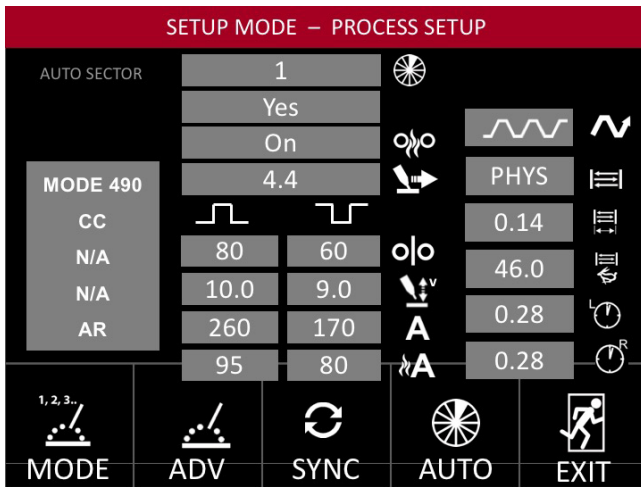 SETUP MODE – PROCESS SETUP
AUTO SECTOR 1
Yes
On
4.4
MODE 490
CC
N/A
N/A
AR
80 60
10.0 9.0 V
260 170 A
95 80 A
PHYS
0.14
46.0
0.28 L
0.28 R
1, 2, 3..
MODE ADV SYNC AUTO EXIT